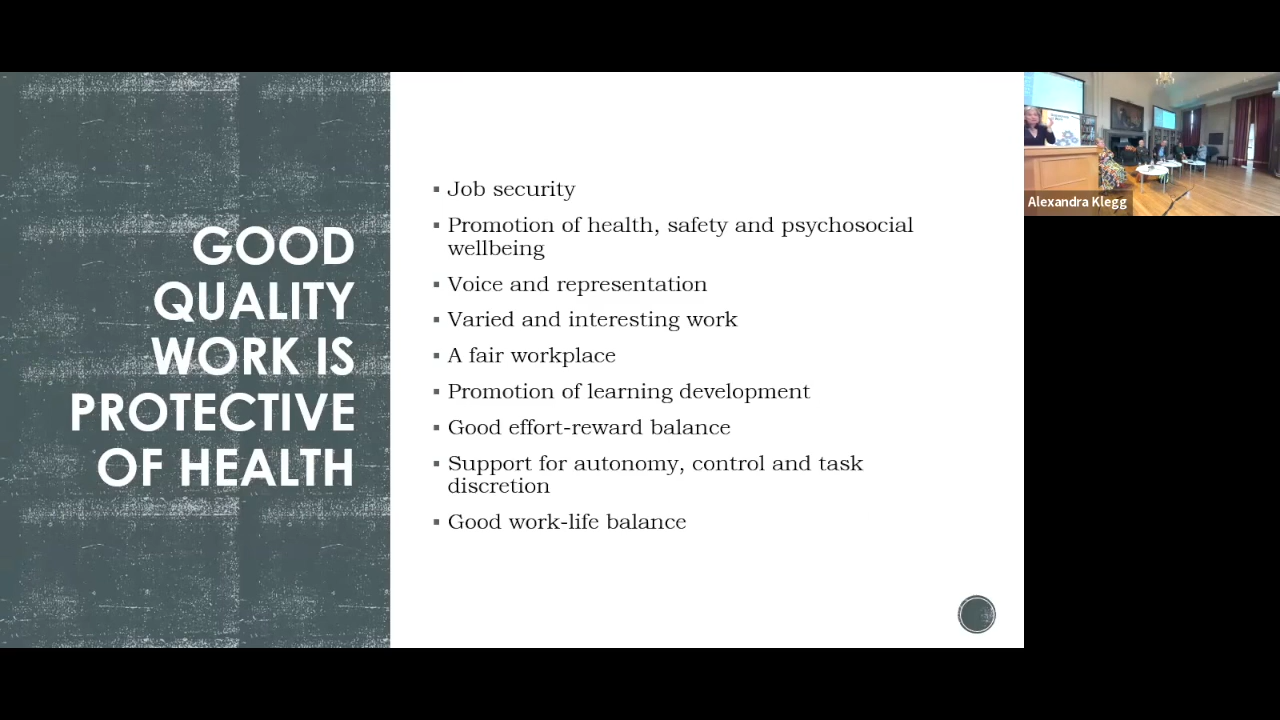 GOOD
QUALITY
WORK IS
PROTECTIVE
OF HEALTH
▪ Job security
▪ Promotion of health, safety and psychosocial
wellbeing
▪ Voice and representation
▪ Varied and interesting work
▪ A fair workplace
▪ Promotion of learning development
▪ Good effort-reward balance
▪ Support for autonomy, control and task
discretion
▪ Good work-life balance
Alexandra Klegg